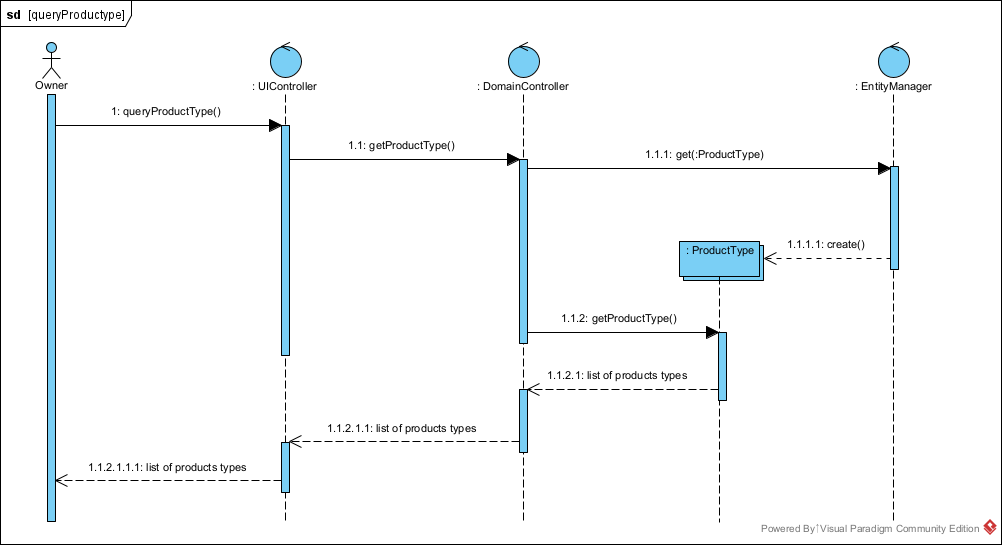 sd [queryProductype]
Owner
: UIController
: DomainController
: EntityManager
1: queryProductType()
1.1: getProductType()
1.1.1: get(:ProductType)
1.1.1.1: create()
: ProductType
1.1.2: getProductType()
1.1.2.1: list of products types
1.1.2.1.1: list of products types
1.1.2.1.1.1: list of products types
Powered By Visual Paradigm Community Edition